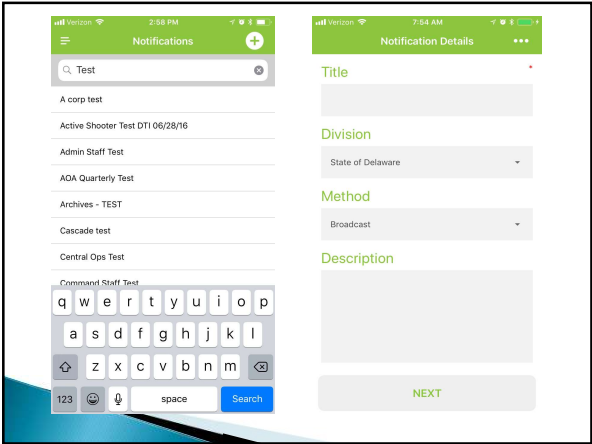 Verizon 2:58 PM
Notifications
Test
A corp test
Active Shooter Test DTI 06/28/16
Admin Staff Test
AOA Quarterly Test
Archives - TEST
Cascade test
Central Ops Test
Command Staff Test
q w e r t y u i o p
a s d f g h j k l
z x c v b n m
123 space Search
Verizon 7:54 AM
Notification Details
Title *
Division
State of Delaware
Method
Broadcast
Description
NEXT